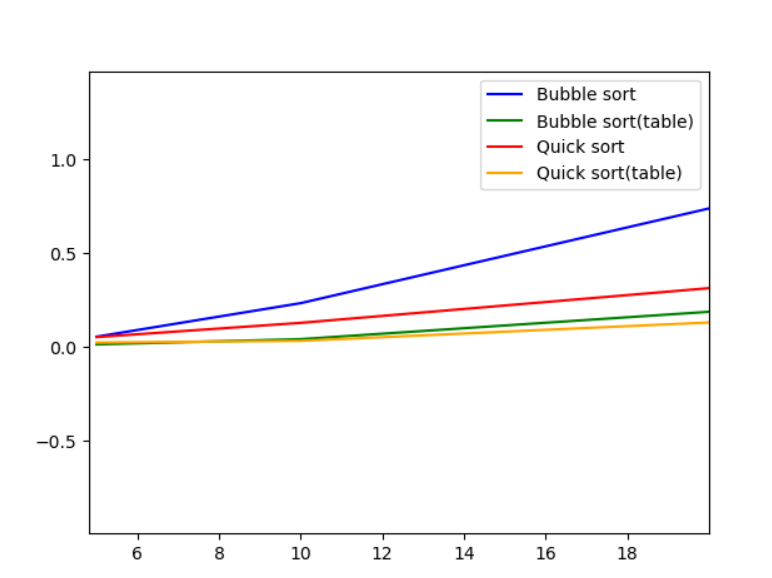 Bubble sort
Bubble sort(table)
Quick sort
Quick sort(table)
1.0
0.5
0.0
−0.5
6 8 10 12 14 16 18